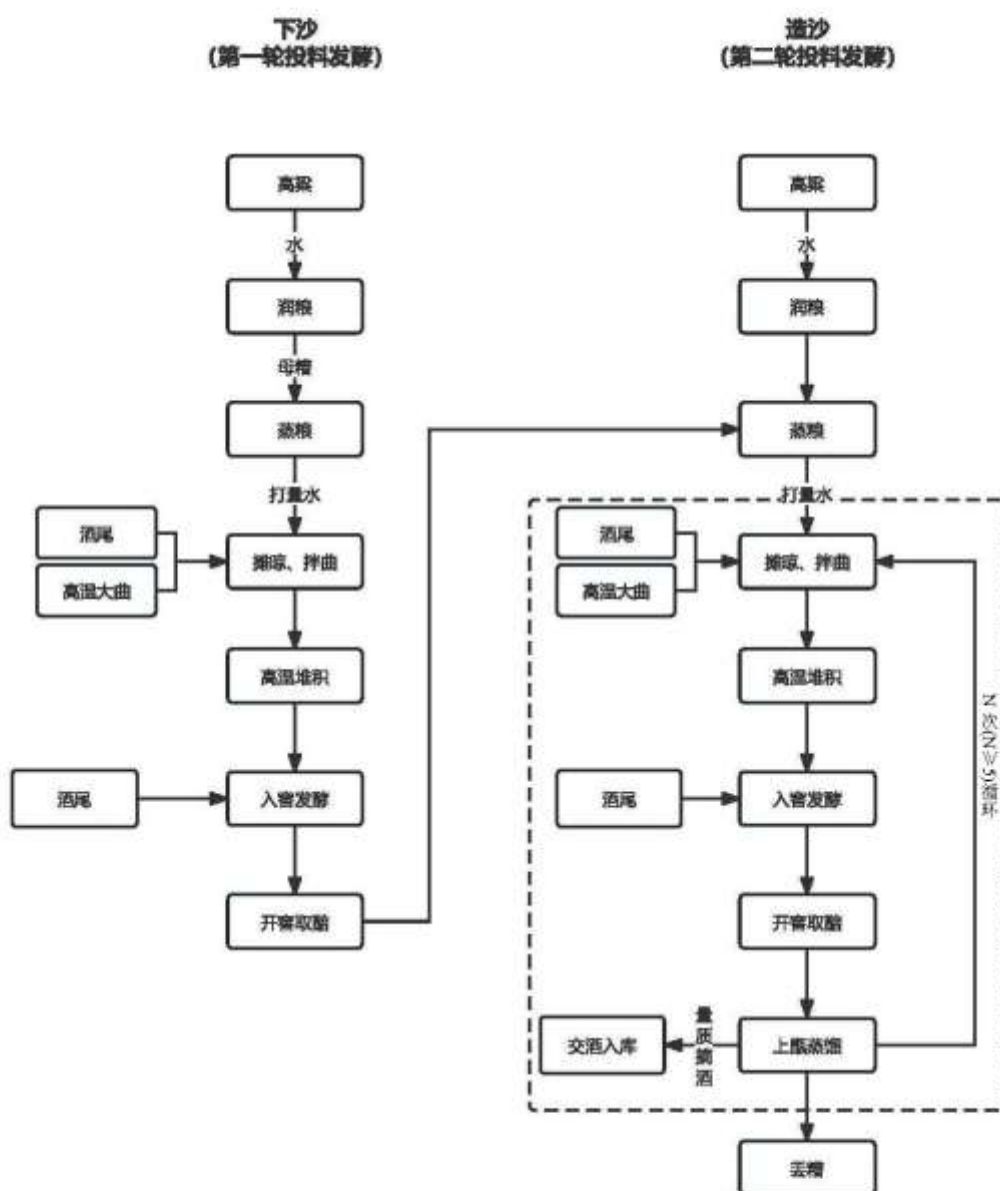 下沙
(第一轮投料发酵)
高粱
水
润粮
母糟
蒸粮
打量水
酒尾
高温大曲
摊晾、拌曲
高温堆积
酒尾
入窖发酵
开窖取醅
造沙
(第二轮投料发酵)
高粱
水
润粮
蒸粮
打量水
酒尾
高温大曲
摊晾、拌曲
高温堆积
酒尾
入窖发酵
开窖取醅
上甑蒸馏
量质摘酒
交酒入库
N 次(N≥5)循环
丢糟